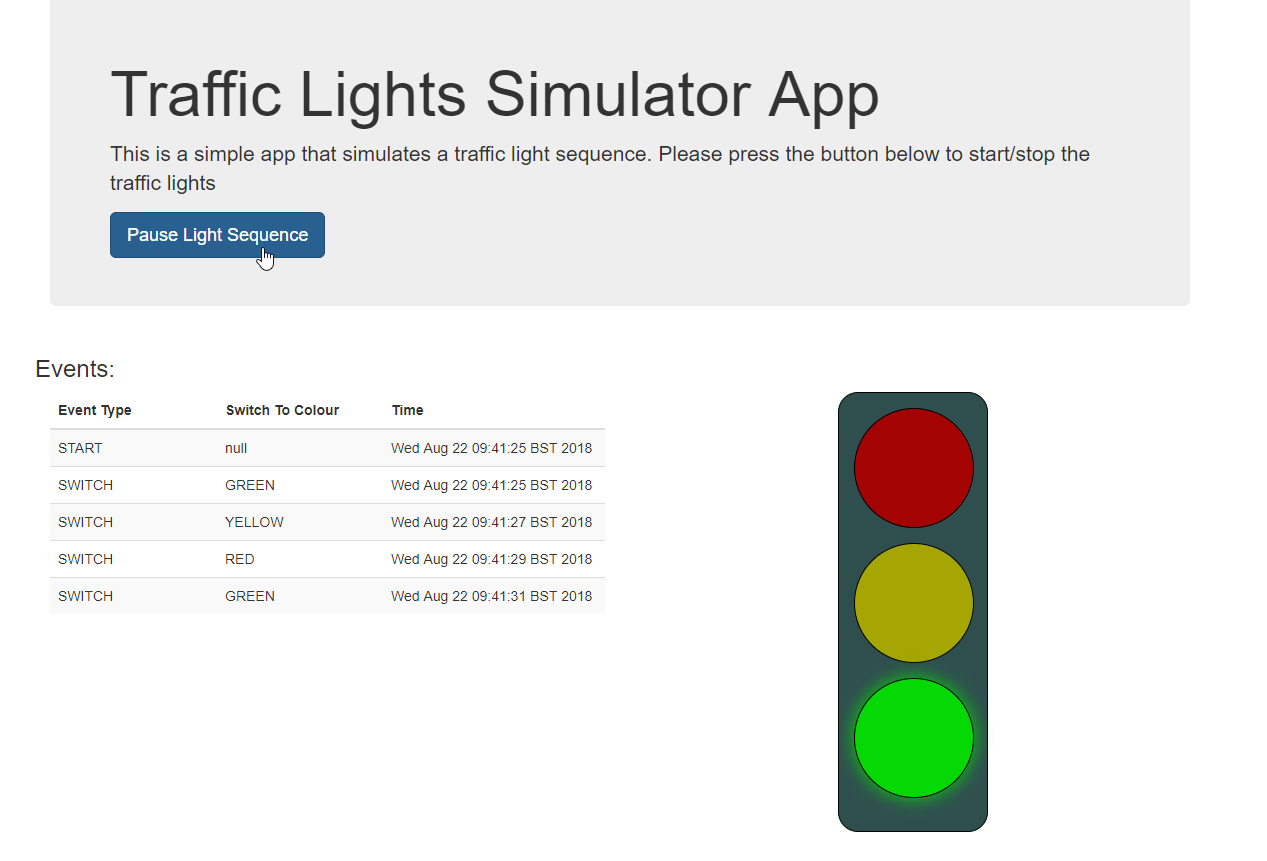 Traffic Lights Simulator App
This is a simple app that simulates a traffic light sequence. Please press the button below to start/stop the
traffic lights
Pause Light Sequence
Events:
Event Type Switch To Colour Time
START null Wed Aug 22 09:41:25 BST 2018
SWITCH GREEN Wed Aug 22 09:41:25 BST 2018
SWITCH YELLOW Wed Aug 22 09:41:27 BST 2018
SWITCH RED Wed Aug 22 09:41:29 BST 2018
SWITCH GREEN Wed Aug 22 09:41:31 BST 2018